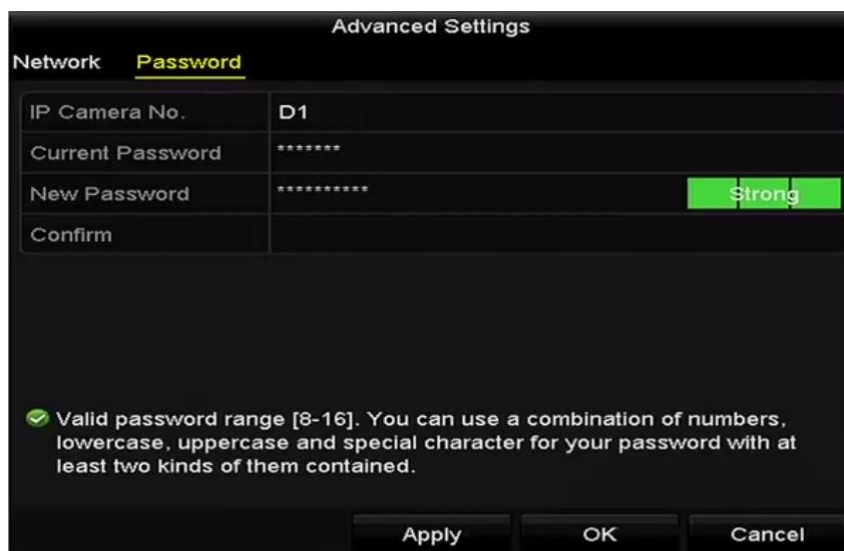 Advanced Settings
Network Password
IP Camera No. D1
Current Password *******
New Password ********** Strong
Confirm
Valid password range [8-16]. You can use a combination of numbers,
lowercase, uppercase and special character for your password with at
least two kinds of them contained.
Apply OK Cancel